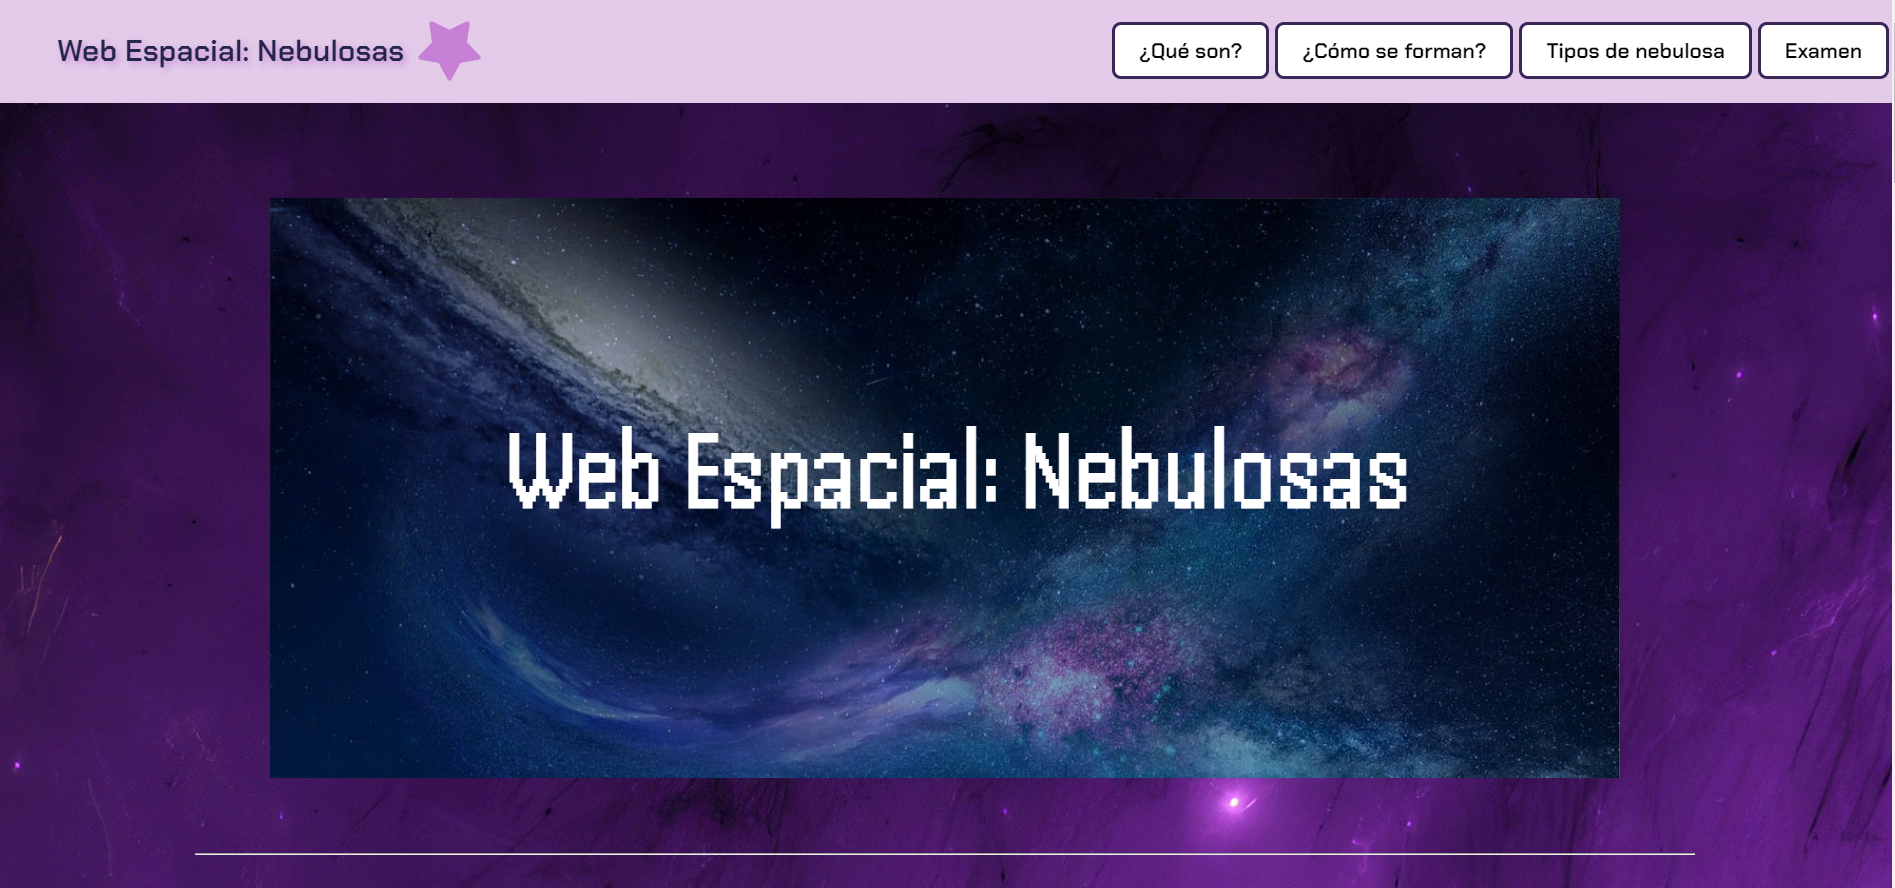 Web Espacial: Nebulosas
¿Qué son?
¿Cómo se forman?
Tipos de nebulosa
Examen
Web Espacial: Nebulosas